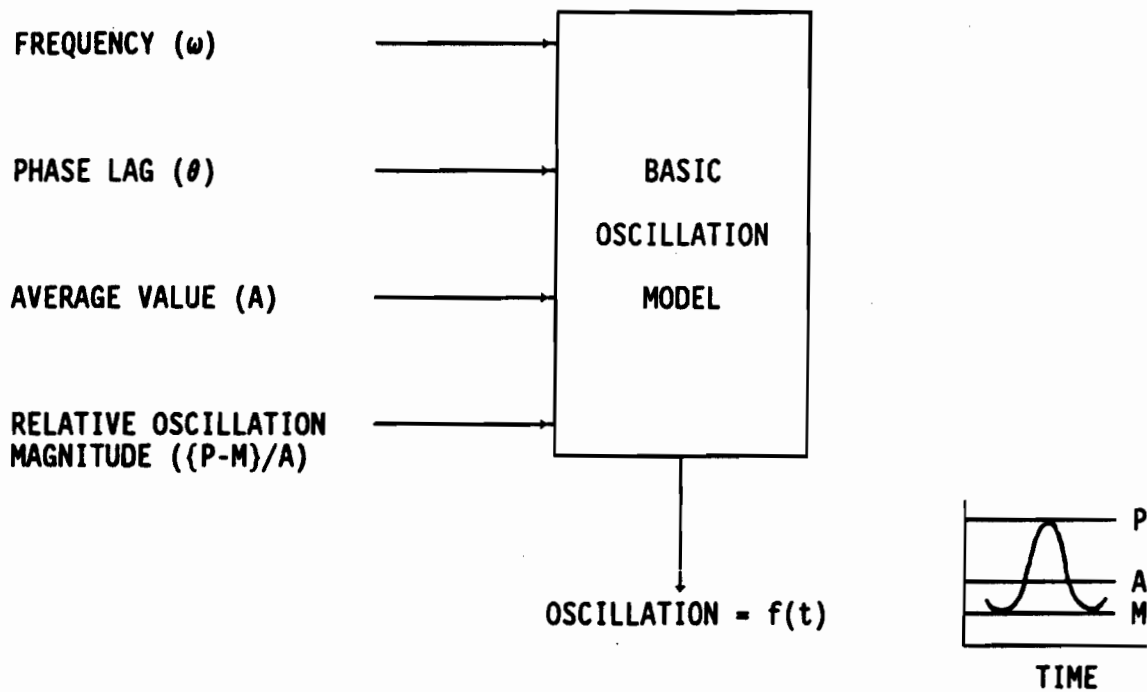 FREQUENCY (ω)
PHASE LAG (θ)
AVERAGE VALUE (A)
RELATIVE OSCILLATION
MAGNITUDE ({P-M}/A)
BASIC
OSCILLATION
MODEL
OSCILLATION = f(t)
P
A
M
TIME